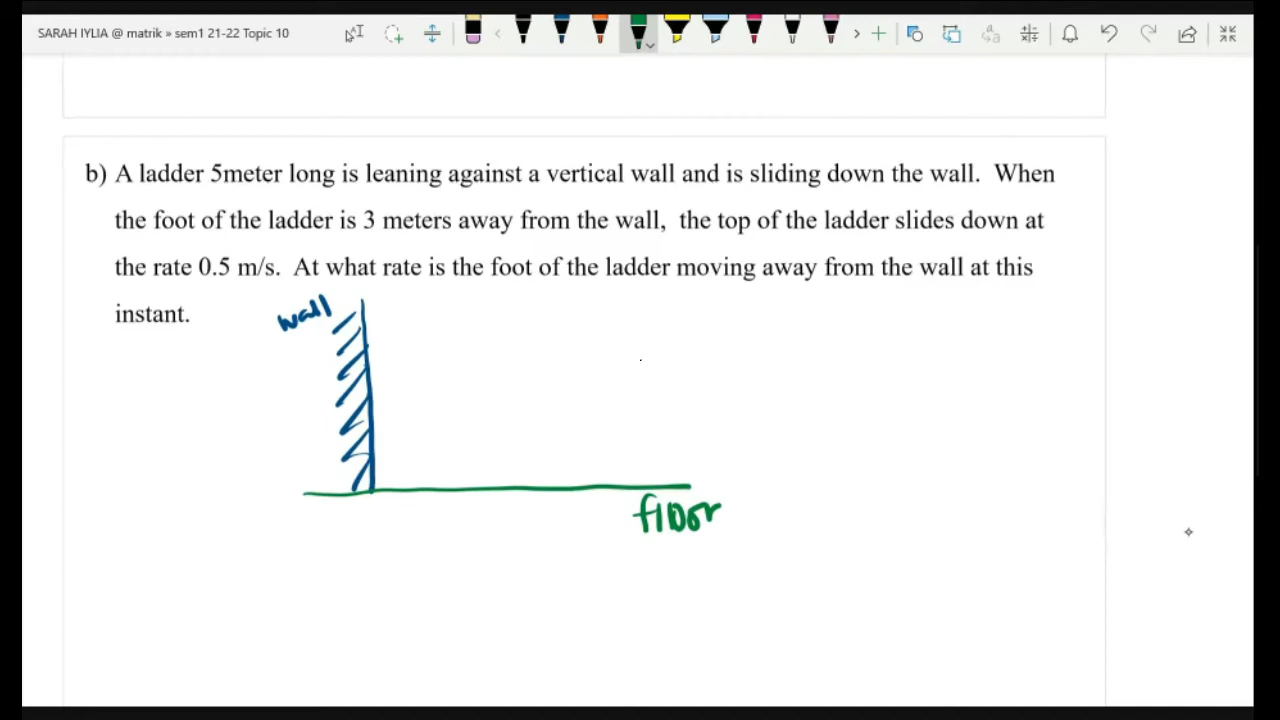 SARAH IYLIA @ matrik » sem1 21-22 Topic 10
b) A ladder 5meter long is leaning against a vertical wall and is sliding down the wall. When
the foot of the ladder is 3 meters away from the wall, the top of the ladder slides down at
the rate 0.5 m/s. At what rate is the foot of the ladder moving away from the wall at this
instant.
wall
floor